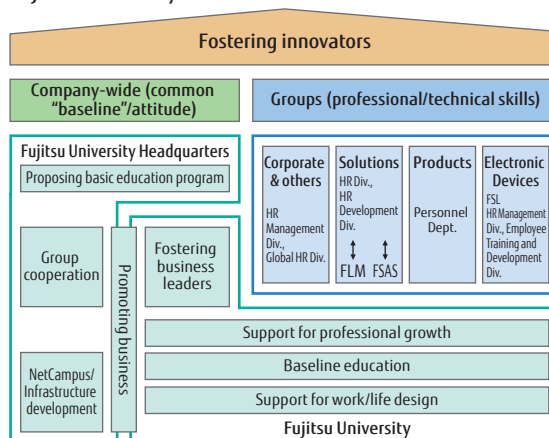 Fostering innovators
Company-wide (common
“baseline”/attitude)
Groups (professional/technical skills)
Fujitsu University Headquarters
Proposing basic education program
Group
cooperation
Promoting business
Fostering
business
leaders
NetCampus/
Infrastructure
development
Corporate
& others
HR
Management
Div.,
Global HR Div.
Solutions
HR Div.,
HR
Development
Div.
FLM FSAS
Products
Personnel
Dept.
Electronic
Devices
FSL
HR Management
Div., Employee
Training and
Development
Div.
Support for professional growth
Baseline education
Support for work/life design
Fujitsu University